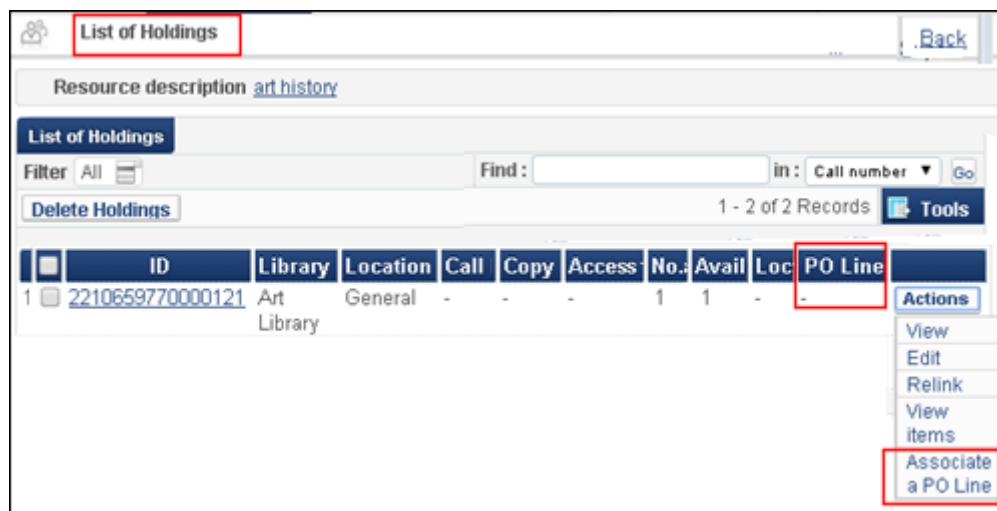 List of Holdings
Back
Resource description art history
List of Holdings
Filter All Find : in : Call number Go
Delete Holdings 1 - 2 of 2 Records Tools
ID Library Location Call Copy Access No. Avail Loc PO Line
1 2210659770000121 Art Library General - - - 1 1 - - Actions
View
Edit
Relink
View
items
Associate
a PO Line